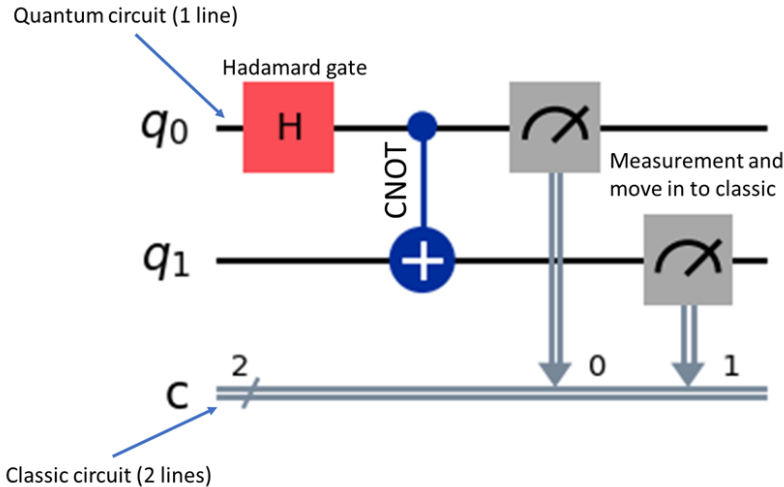 Quantum circuit (1 line)
Hadamard gate
q0
H
CNOT
Measurement and
move in to classic
q1
2
0
1
c
Classic circuit (2 lines)